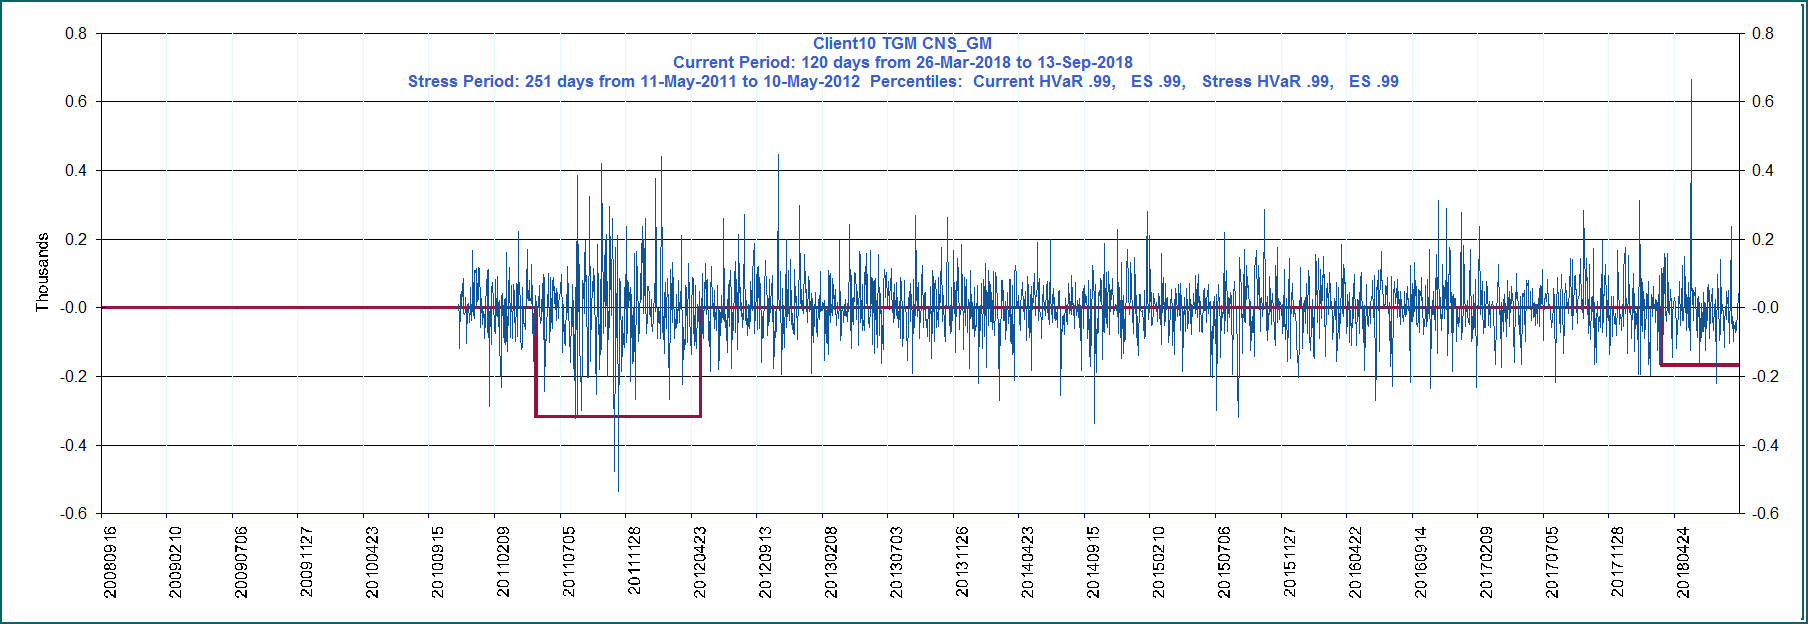 Client10 TGM CNS_GM
Current Period: 120 days from 26-Mar-2018 to 13-Sep-2018
Stress Period: 251 days from 11-May-2011 to 10-May-2012  Percentiles:  Current HVaR .99,   ES .99,   Stress HVaR .99,   ES .99
0.8 0.8
0.6 0.6
0.4 0.4
0.2 0.2
Thousands
-0.0 -0.0
-0.2 -0.2
-0.4 -0.4
-0.6 -0.6
20080916 20090210 20090706 20091127 20100423 20100915 20110209 20110705 20111128 20120423 20120913 20130208 20130703 20131126 20140423 20140915 20150210 20150706 20151127 20160422 20160914 20170209 20170705 20171128 20180424